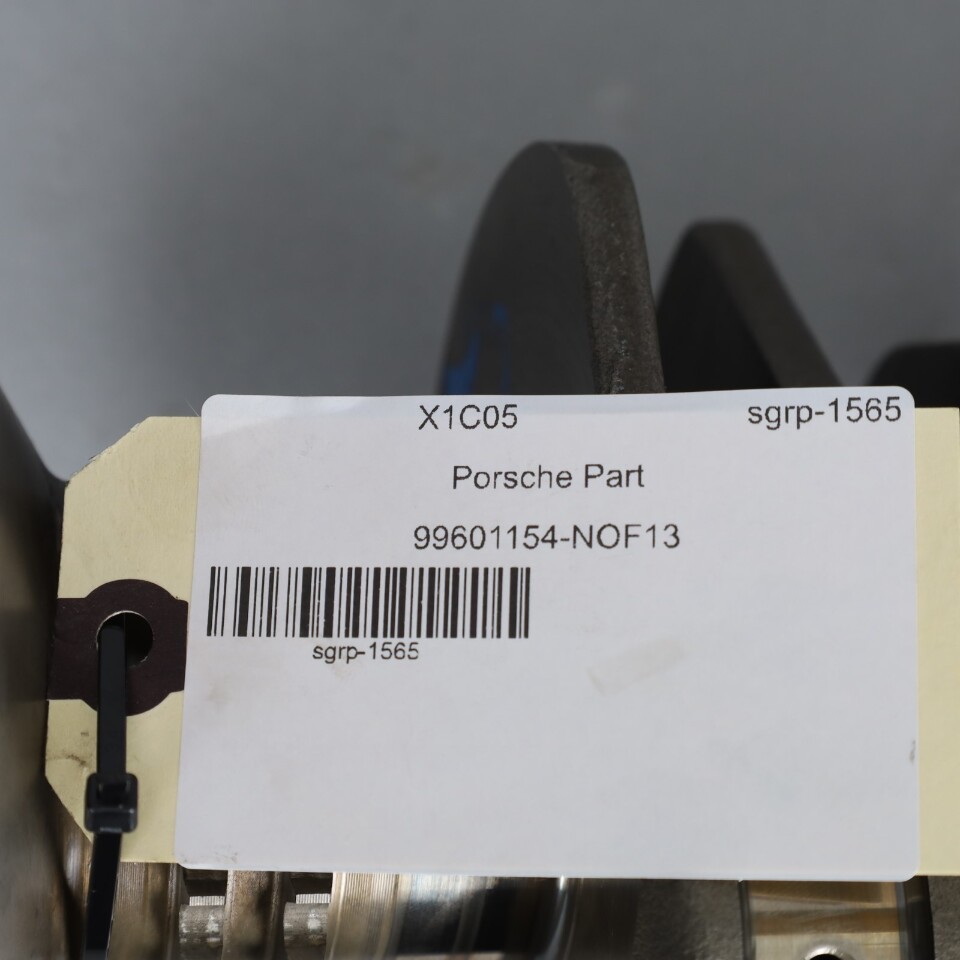 X1C05 sgrp-1565
Porsche Part
99601154-NOF13
sgrp-1565